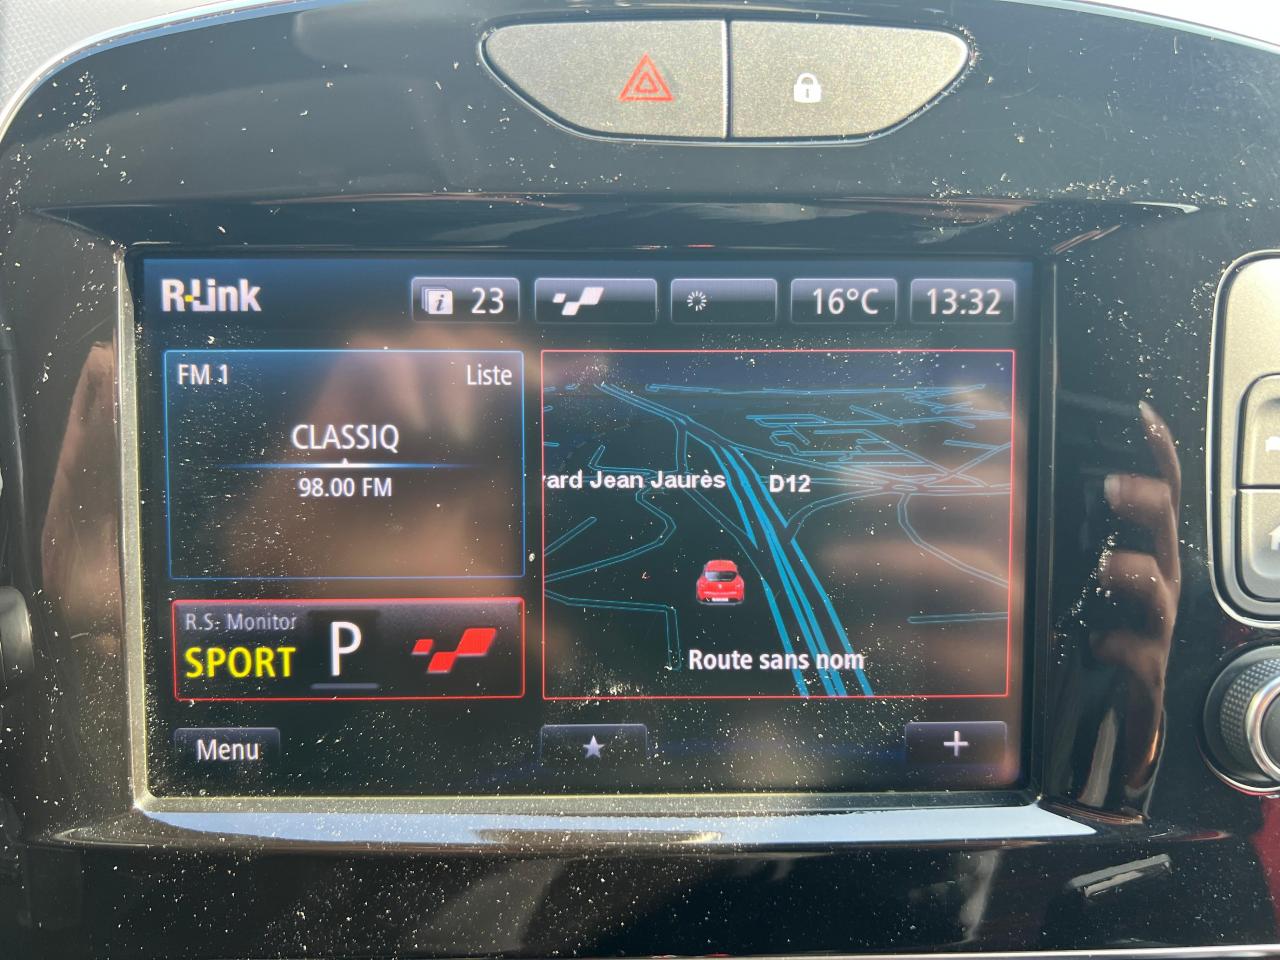 R-Link
23
16°C
13:32
FM 1
Liste
CLASSIQ
98.00 FM
R.S. Monitor
SPORT
P
vard Jean Jaurès
D12
Route sans nom
Menu
+